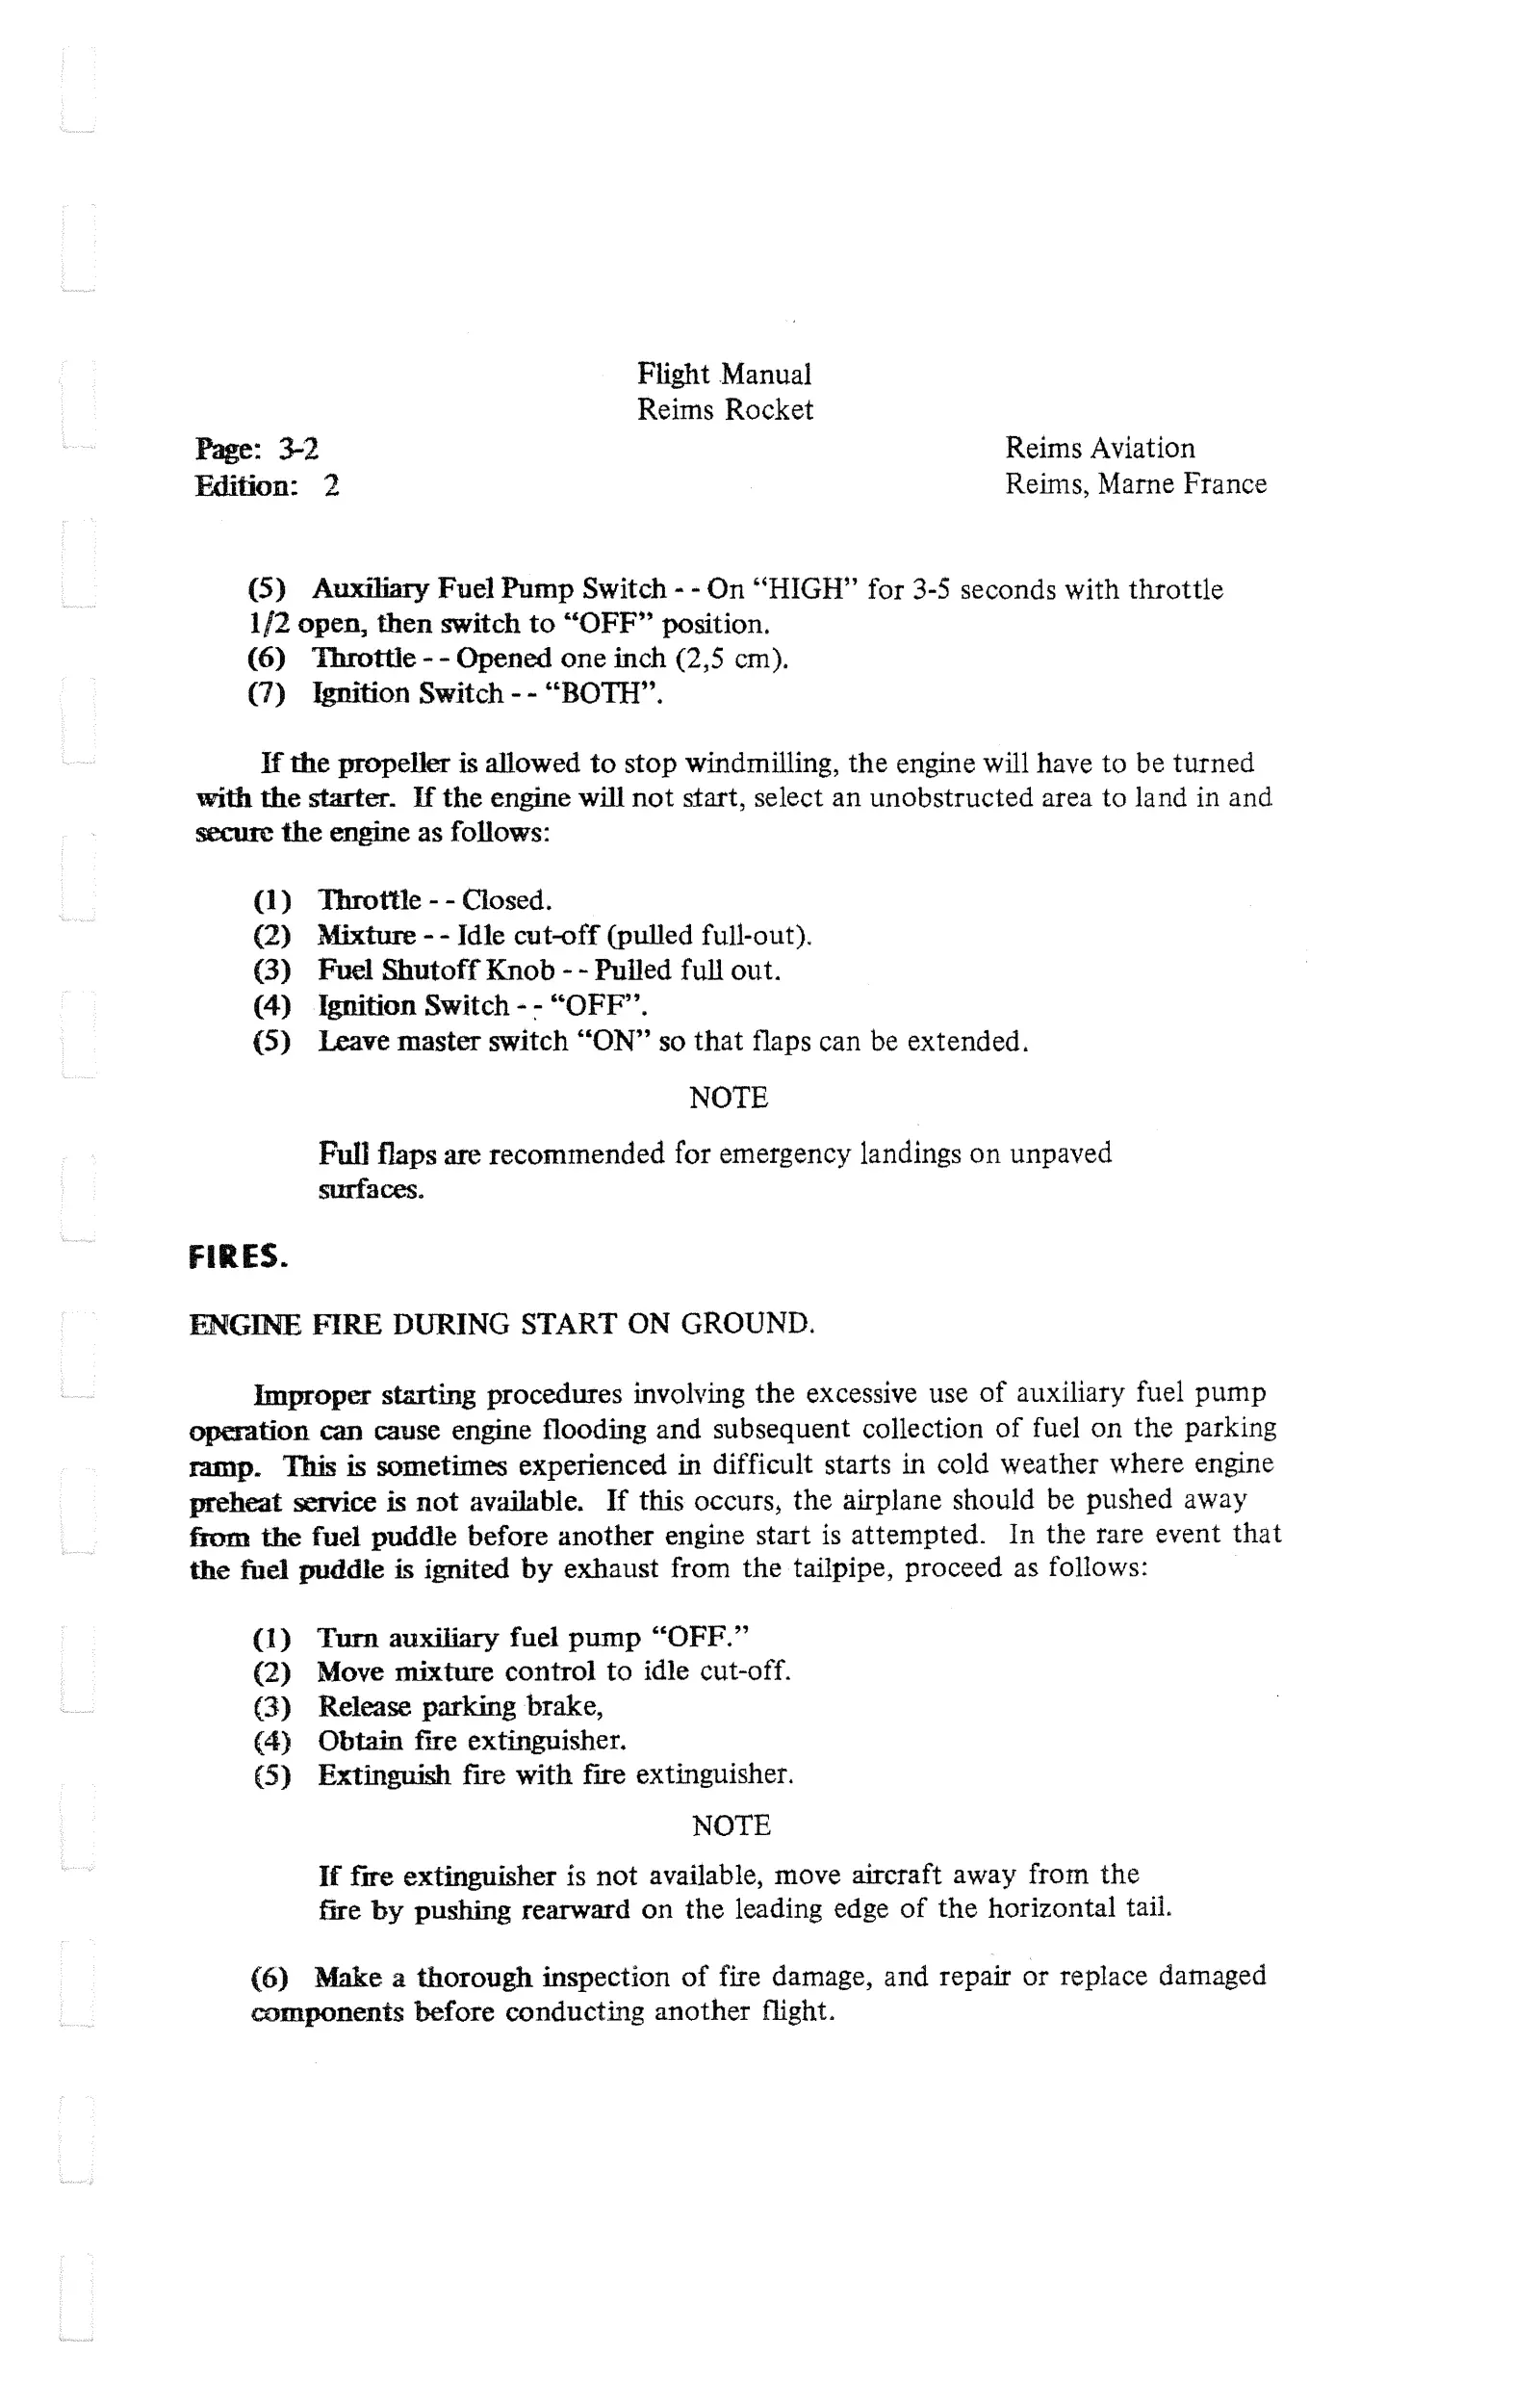 Flight Manual
Reims Rocket
Page: 3-2
Edition: 2
Reims Aviation
Reims, Marne France
(5) Auxiliary Fuel Pump Switch - - On “HIGH” for 3-5 seconds with throttle
1/2 open, then switch to “OFF” position.
(6) Throttle - - Opened one inch (2,5 cm).
(7) Ignition Switch - - “BOTH”.
If the propeller is allowed to stop windmilling, the engine will have to be turned
with the starter. If the engine will not start, select an unobstructed area to land in and
secure the engine as follows:
(1) Throttle - - Closed.
(2) Mixture - - Idle cut-off (pulled full-out).
(3) Fuel Shutoff Knob - - Pulled full out.
(4) Ignition Switch - - “OFF”.
(5) Leave master switch “ON” so that flaps can be extended.
NOTE
Full flaps are recommended for emergency landings on unpaved
surfaces.
FIRES.
ENGINE FIRE DURING START ON GROUND.
Improper starting procedures involving the excessive use of auxiliary fuel pump
operation can cause engine flooding and subsequent collection of fuel on the parking
ramp. This is sometimes experienced in difficult starts in cold weather where engine
preheat service is not available. If this occurs, the airplane should be pushed away
from the fuel puddle before another engine start is attempted. In the rare event that
the fuel puddle is ignited by exhaust from the tailpipe, proceed as follows:
(1) Turn auxiliary fuel pump “OFF.”
(2) Move mixture control to idle cut-off.
(3) Release parking brake,
(4) Obtain fire extinguisher.
(5) Extinguish fire with fire extinguisher.
NOTE
If fire extinguisher is not available, move aircraft away from the
fire by pushing rearward on the leading edge of the horizontal tail.
(6) Make a thorough inspection of fire damage, and repair or replace damaged
components before conducting another flight.